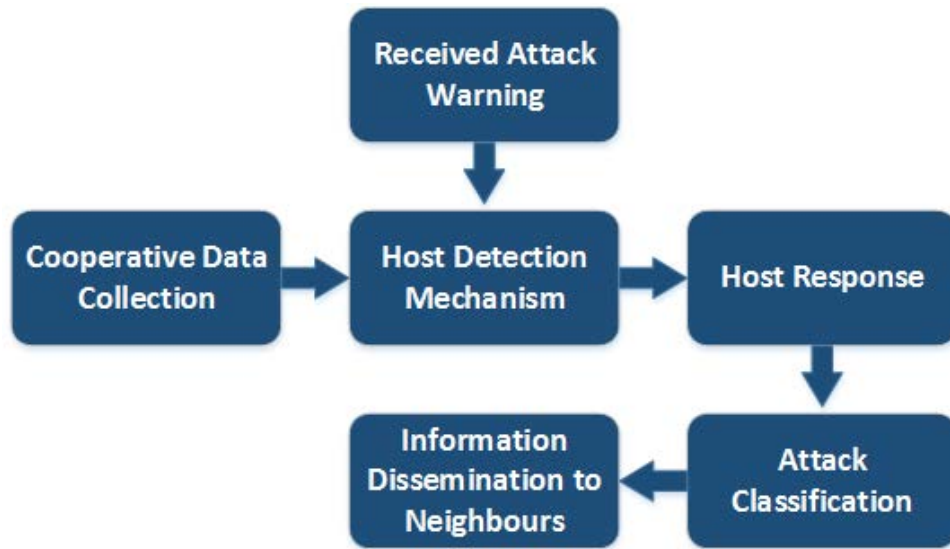 Received Attack
Warning
Cooperative Data
Collection
Host Detection
Mechanism
Host Response
Information
Dissemination to
Neighbours
Attack
Classification